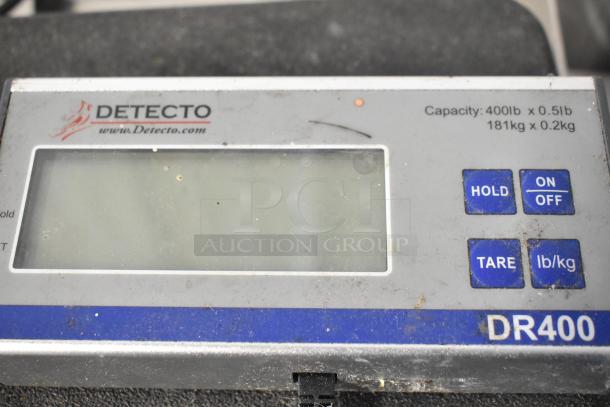 DETECTO
www.Detecto.com
Capacity: 400lb x 0.5lb
181kg x 0.2kg
HOLD
ON
OFF
PCI
AUCTION GROUP
old
T
TARE
lb/kg
DR400